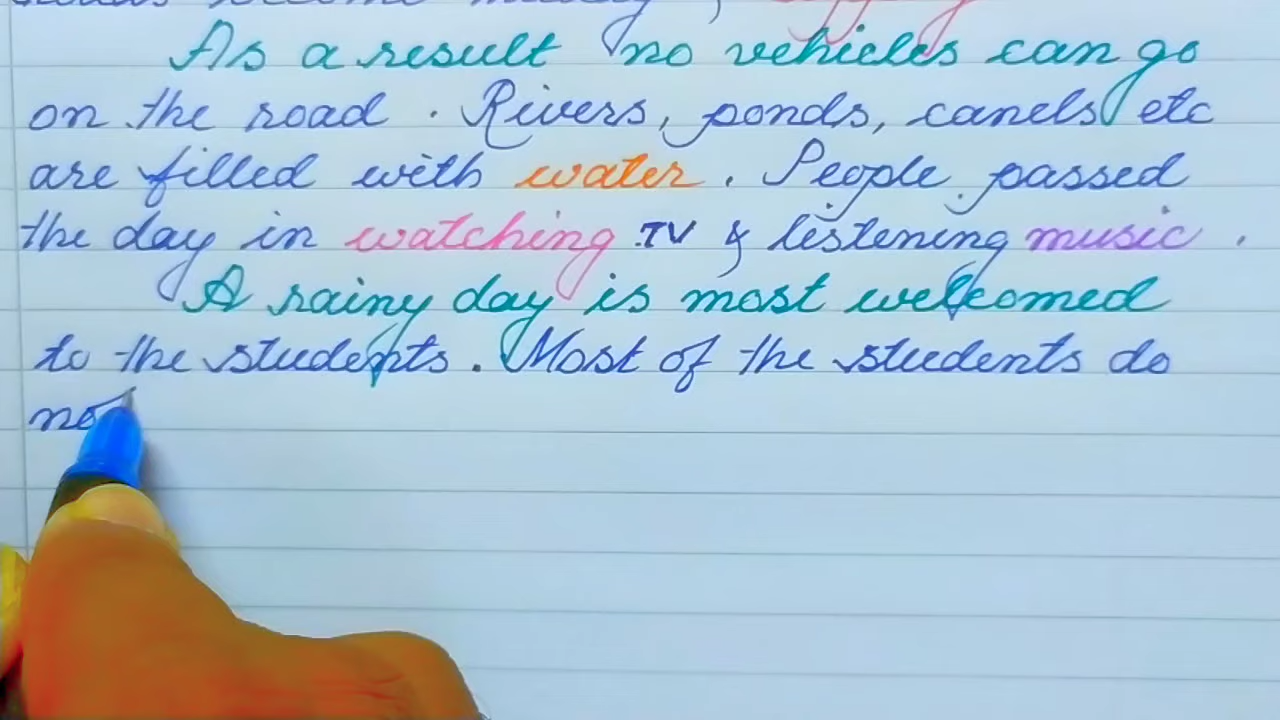 As a result no vehicles can go
on the road . Rivers, ponds, canels etc
are filled with water . People passed
the day in watching TV & listening music .
A rainy day is most welcomed
to the students . Most of the students do
no